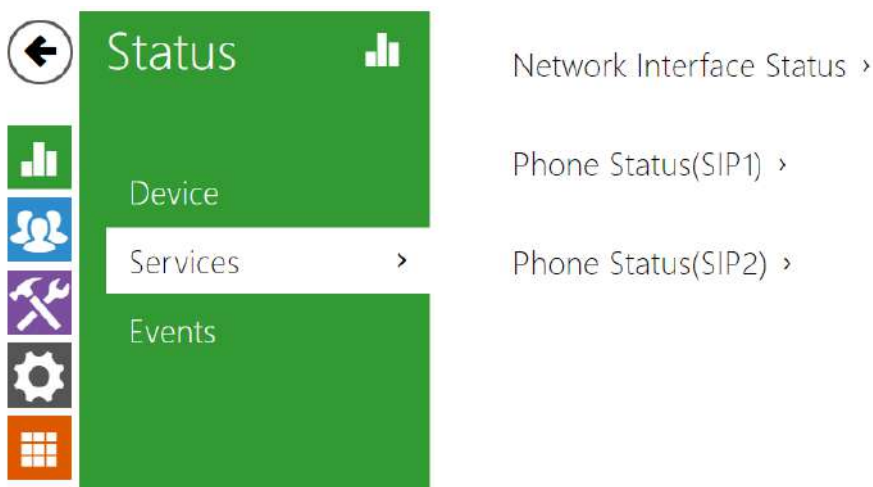 Status
Device
Services
Events
Network Interface Status ›
Phone Status(SIP1) ›
Phone Status(SIP2) ›